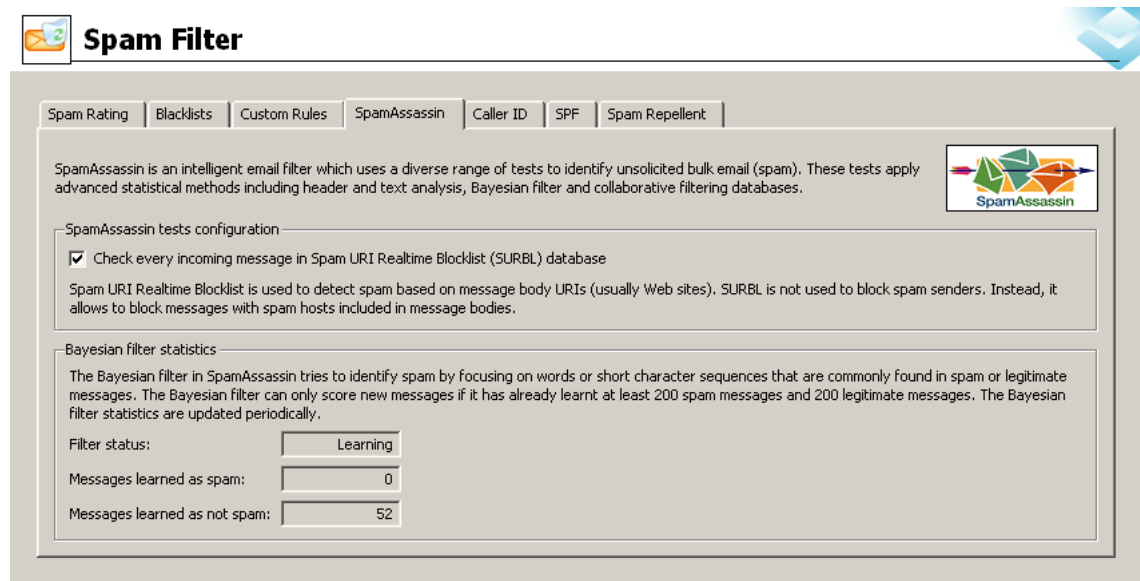 Spam Filter
Spam Rating Blacklists Custom Rules SpamAssassin Caller ID SPF Spam Repellent
SpamAssassin is an intelligent email filter which uses a diverse range of tests to identify unsolicited bulk email (spam). These tests apply
advanced statistical methods including header and text analysis, Bayesian filter and collaborative filtering databases.
SpamAssassin
SpamAssassin tests configuration
Check every incoming message in Spam URI Realtime Blocklist (SURBL) database
Spam URI Realtime Blocklist is used to detect spam based on message body URIs (usually Web sites). SURBL is not used to block spam senders. Instead, it
allows to block messages with spam hosts included in message bodies.
Bayesian filter statistics
The Bayesian filter in SpamAssassin tries to identify spam by focusing on words or short character sequences that are commonly found in spam or legitimate
messages. The Bayesian filter can only score new messages if it has already learnt at least 200 spam messages and 200 legitimate messages. The Bayesian
filter statistics are updated periodically.
Filter status: Learning
Messages learned as spam: 0
Messages learned as not spam: 52